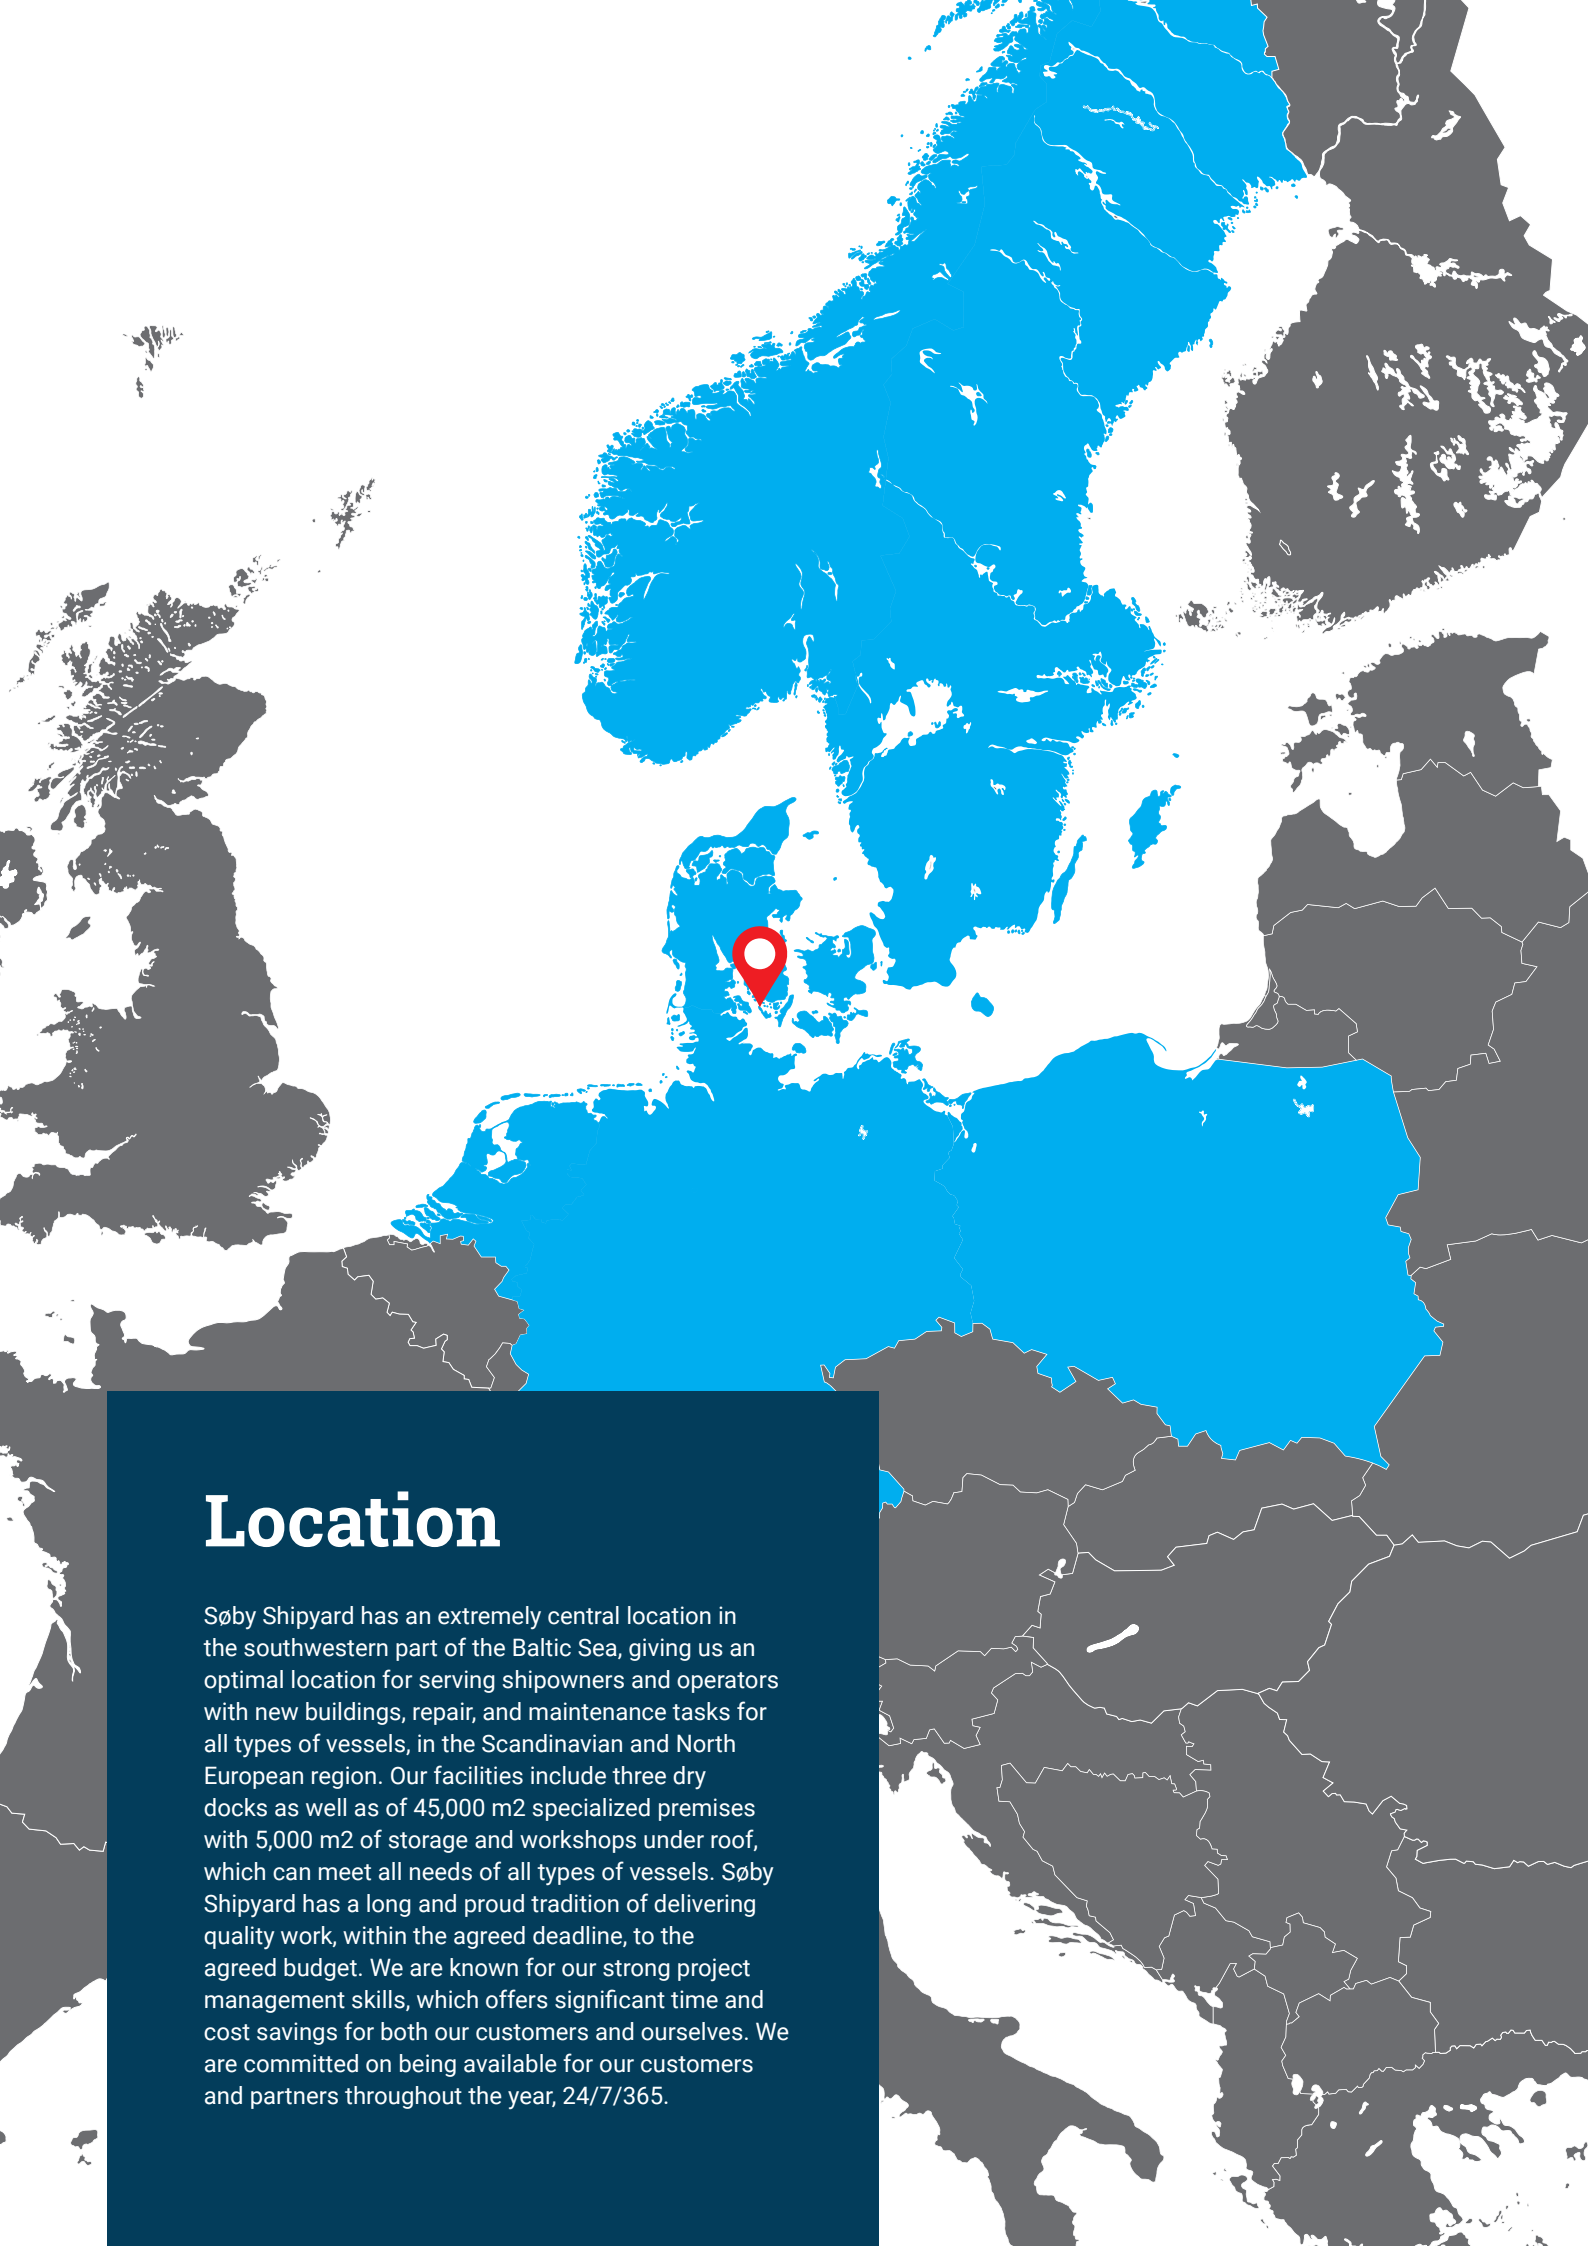 Location
Søby Shipyard has an extremely central location in
the southwestern part of the Baltic Sea, giving us an
optimal location for serving shipowners and operators
with new buildings, repair, and maintenance tasks for
all types of vessels, in the Scandinavian and North
European region. Our facilities include three dry
docks as well as of 45,000 m2 specialized premises
with 5,000 m2 of storage and workshops under roof,
which can meet all needs of all types of vessels. Søby
Shipyard has a long and proud tradition of delivering
quality work, within the agreed deadline, to the
agreed budget. We are known for our strong project
management skills, which offers significant time and
cost savings for both our customers and ourselves. We
are committed on being available for our customers
and partners throughout the year, 24/7/365.